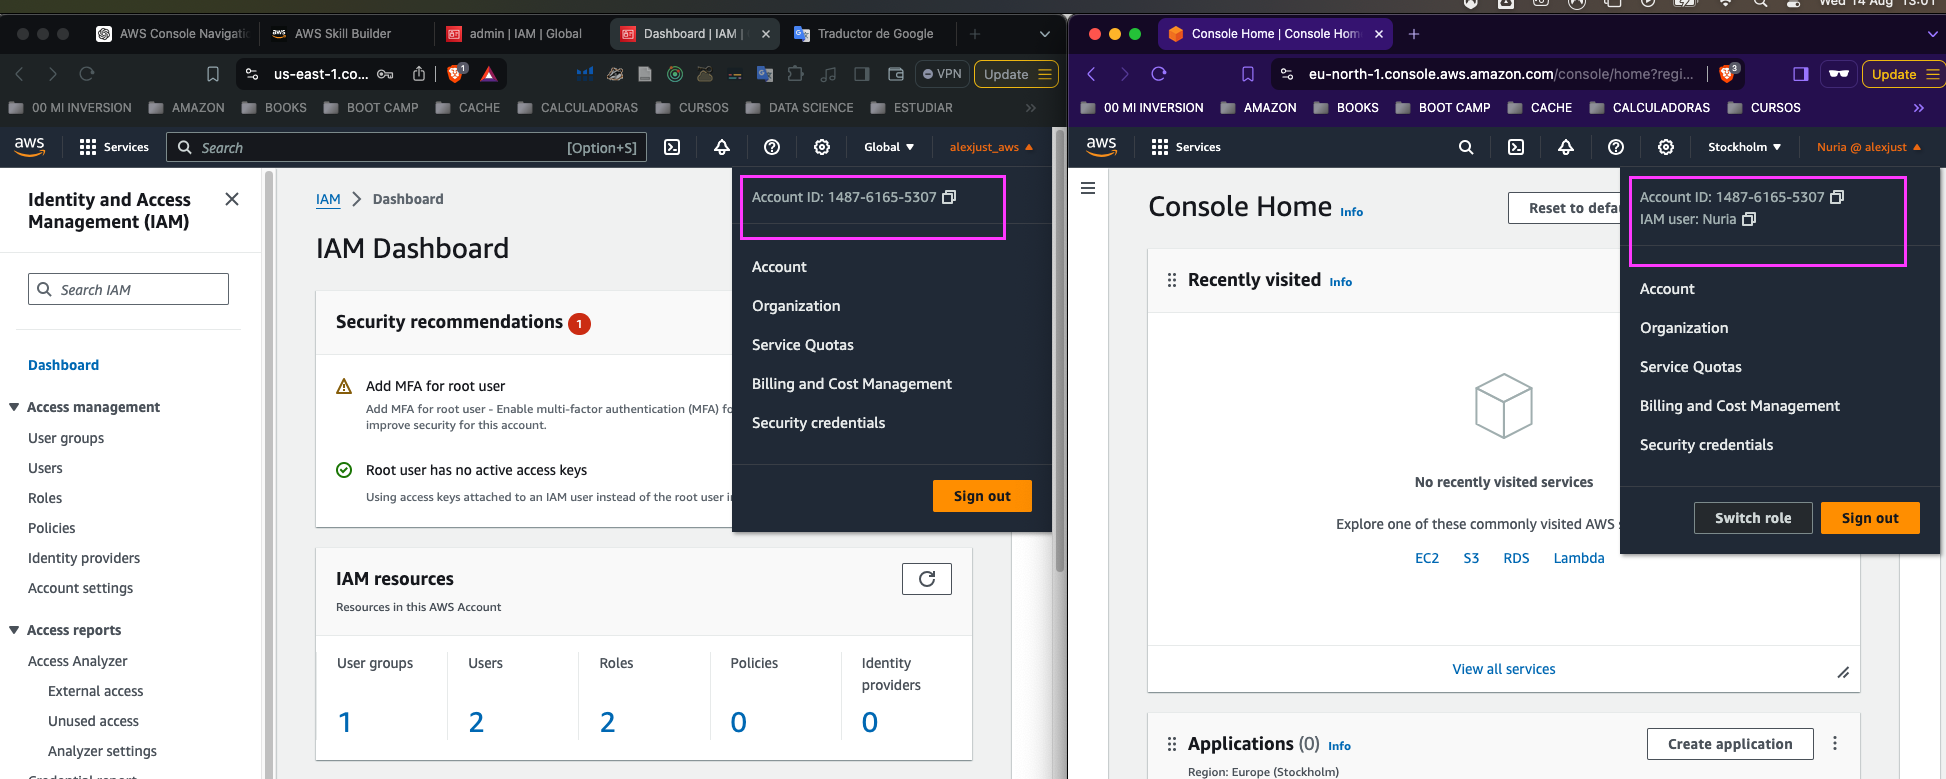 Wed 14 Aug 13:01
AWS Console Navigati
AWS Skill Builder
admin | IAM | Global
Dashboard | IAM |
Traductor de Google
us-east-1.co...
1
VPN
Update
00 MI INVERSION
AMAZON
BOOKS
BOOT CAMP
CACHE
CALCULADORAS
CURSOS
DATA SCIENCE
ESTUDIAR
»
aws
Services
Search
[Option+S]
Global
alexjust_aws
Identity and Access
Management (IAM)
Search IAM
Dashboard
Access management
User groups
Users
Roles
Policies
Identity providers
Account settings
Access reports
Access Analyzer
External access
Unused access
Analyzer settings
IAM
Dashboard
IAM Dashboard
Security recommendations 1
Add MFA for root user
Add MFA for root user - Enable multi-factor authentication (MFA) fo
improve security for this account.
Root user has no active access keys
Using access keys attached to an IAM user instead of the root user i
IAM resources
Resources in this AWS Account
User groups
1
Users
2
Roles
2
Policies
0
Identity
providers
0
Account ID: 1487-6165-5307
Account
Organization
Service Quotas
Billing and Cost Management
Security credentials
Sign out
Console Home | Console Hom
eu-north-1.console.aws.amazon.com/console/home?regi...
3
Update
00 MI INVERSION
AMAZON
BOOKS
BOOT CAMP
CACHE
CALCULADORAS
CURSOS
»
aws
Services
Stockholm
Nuria @ alexjust
Console Home Info
Reset to defau
Recently visited Info
No recently visited services
Explore one of these commonly visited AWS s
EC2
S3
RDS
Lambda
View all services
Applications (0) Info
Region: Europe (Stockholm)
Create application
Account ID: 1487-6165-5307
IAM user: Nuria
Account
Organization
Service Quotas
Billing and Cost Management
Security credentials
Switch role
Sign out